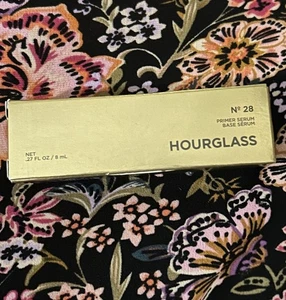 Nº 28
PRIMER SERUM
BASE SÉRUM
HOURGLASS
NET
.27 FL OZ / 8 mL